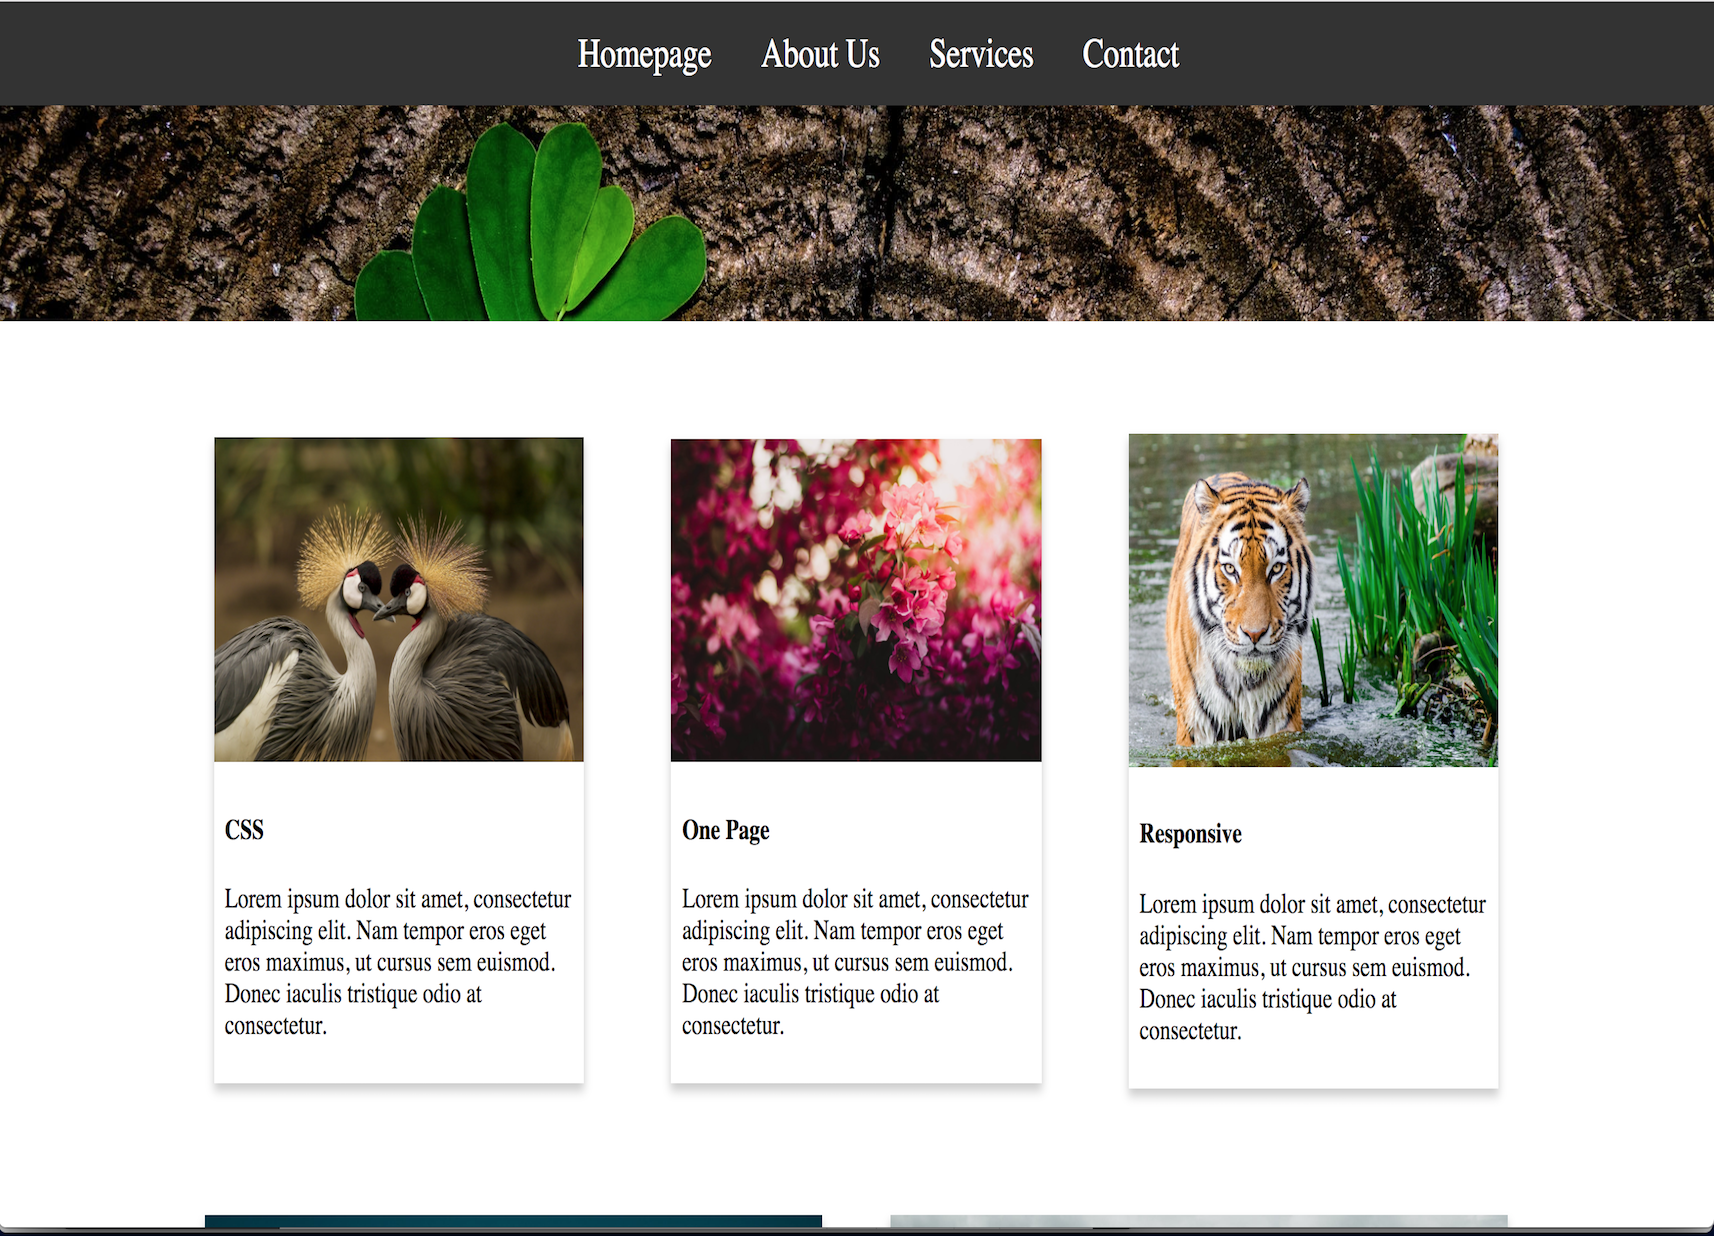 Homepage About Us Services Contact
CSS
Lorem ipsum dolor sit amet, consectetur
adipiscing elit. Nam tempor eros eget
eros maximus, ut cursus sem euismod.
Donec iaculis tristique odio at
consectetur.
One Page
Lorem ipsum dolor sit amet, consectetur
adipiscing elit. Nam tempor eros eget
eros maximus, ut cursus sem euismod.
Donec iaculis tristique odio at
consectetur.
Responsive
Lorem ipsum dolor sit amet, consectetur
adipiscing elit. Nam tempor eros eget
eros maximus, ut cursus sem euismod.
Donec iaculis tristique odio at
consectetur.